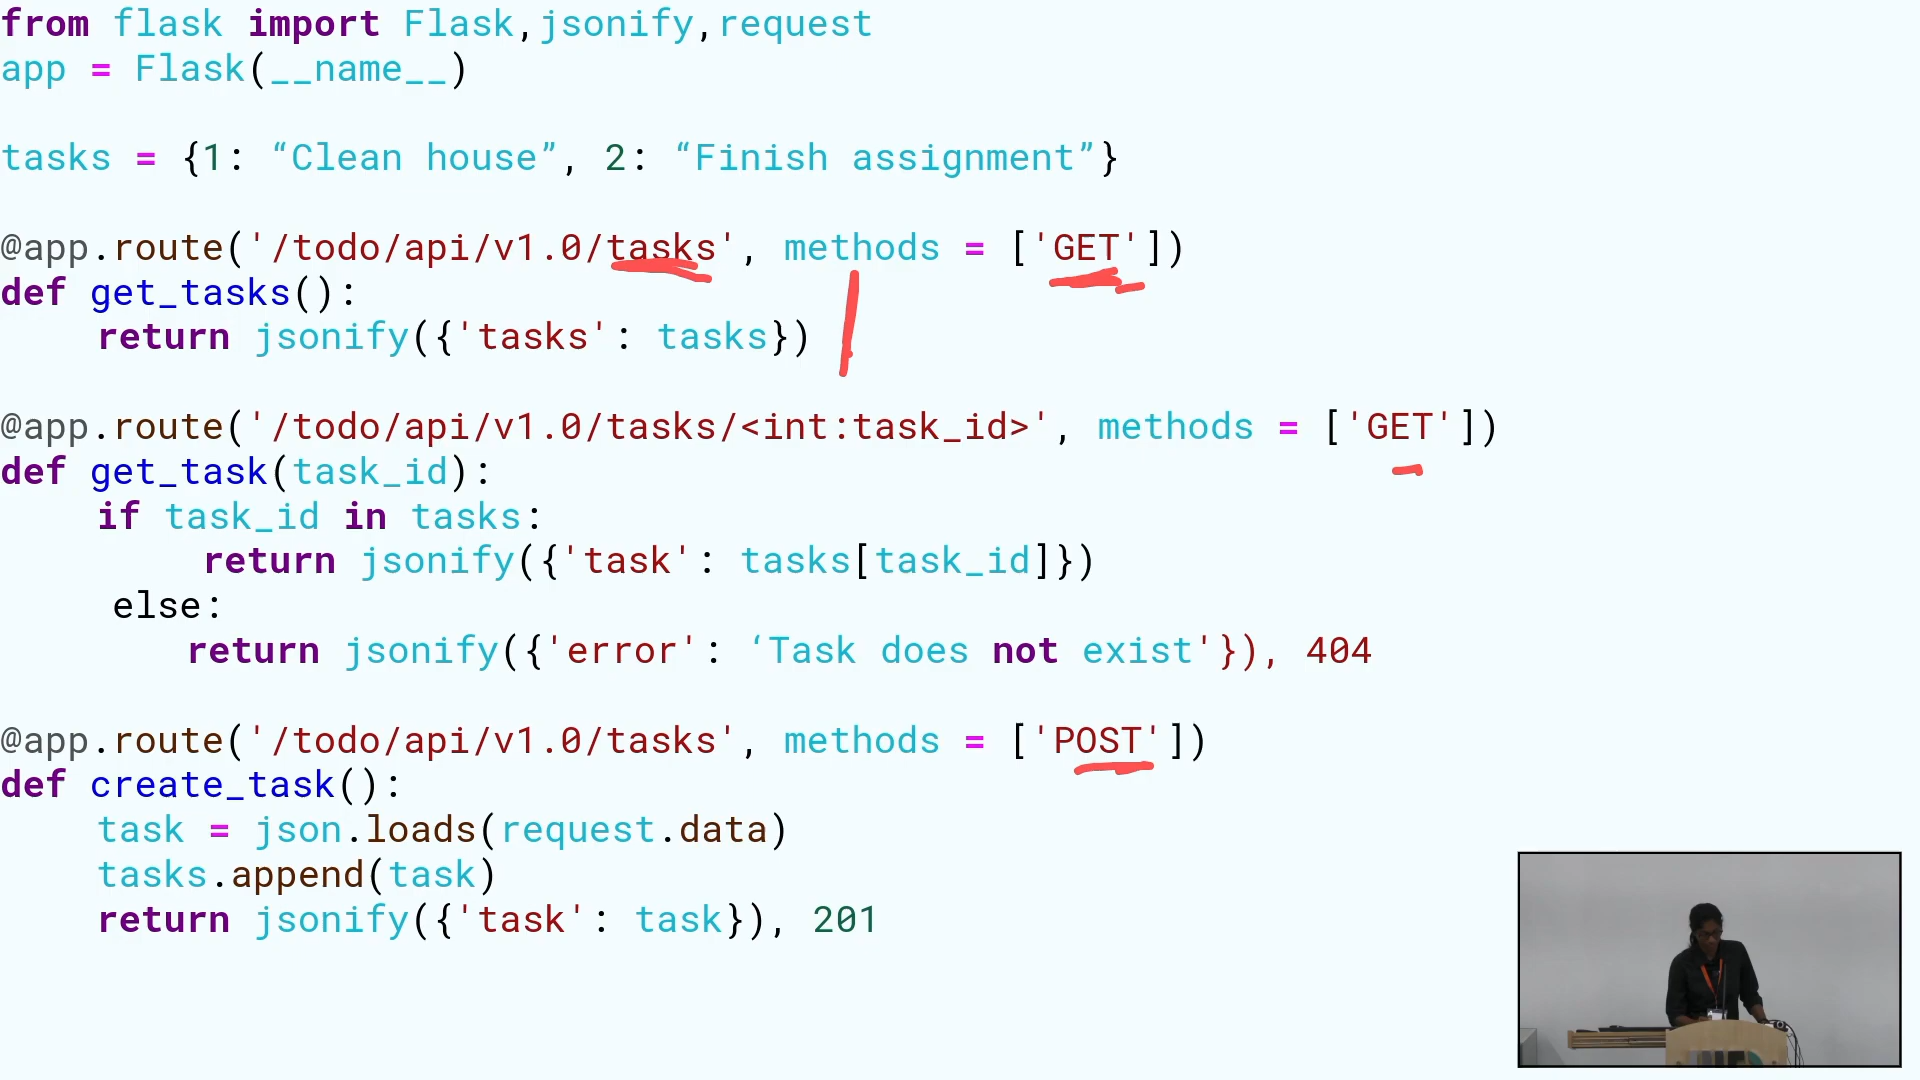 from flask import Flask,jsonify,request
app = Flask(__name__)
tasks = {1: “Clean house”, 2: “Finish assignment”}
@app.route('/todo/api/v1.0/tasks', methods = ['GET'])
def get_tasks():
return jsonify({'tasks': tasks})
@app.route('/todo/api/v1.0/tasks/<int:task_id>', methods = ['GET'])
def get_task(task_id):
if task_id in tasks:
return jsonify({'task': tasks[task_id]})
else:
return jsonify({'error': ‘Task does not exist'}), 404
@app.route('/todo/api/v1.0/tasks', methods = ['POST'])
def create_task():
task = json.loads(request.data)
tasks.append(task)
return jsonify({'task': task}), 201